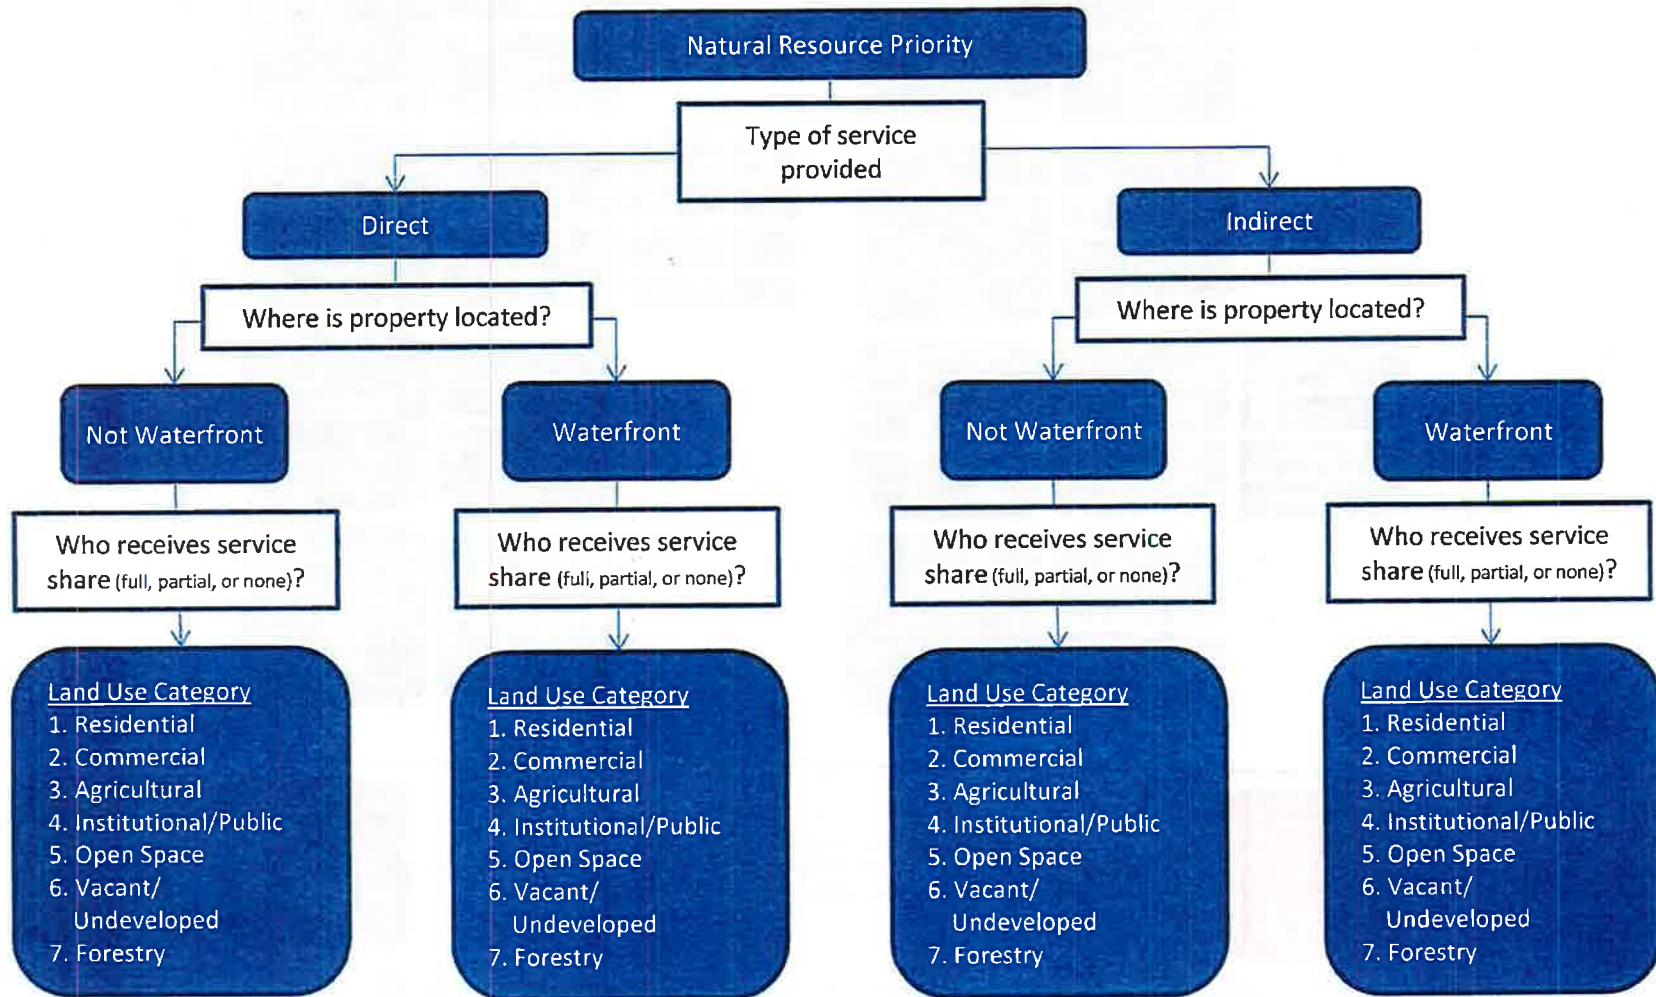 Natural Resource Priority
Type of service
provided
Direct
Indirect
Where is property located?
Where is property located?
Not Waterfront
Waterfront
Not Waterfront
Waterfront
Who receives service
share (full, partial, or none)?
Who receives service
share (full, partial, or none)?
Who receives service
share (full, partial, or none)?
Who receives service
share (full, partial, or none)?
Land Use Category
1. Residential
2. Commercial
3. Agricultural
4. Institutional/Public
5. Open Space
6. Vacant/
Undeveloped
7. Forestry
Land Use Category
1. Residential
2. Commercial
3. Agricultural
4. Institutional/Public
5. Open Space
6. Vacant/
Undeveloped
7. Forestry
Land Use Category
1. Residential
2. Commercial
3. Agricultural
4. Institutional/Public
5. Open Space
6. Vacant/
Undeveloped
7. Forestry
Land Use Category
1. Residential
2. Commercial
3. Agricultural
4. Institutional/Public
5. Open Space
6. Vacant/
Undeveloped
7. Forestry